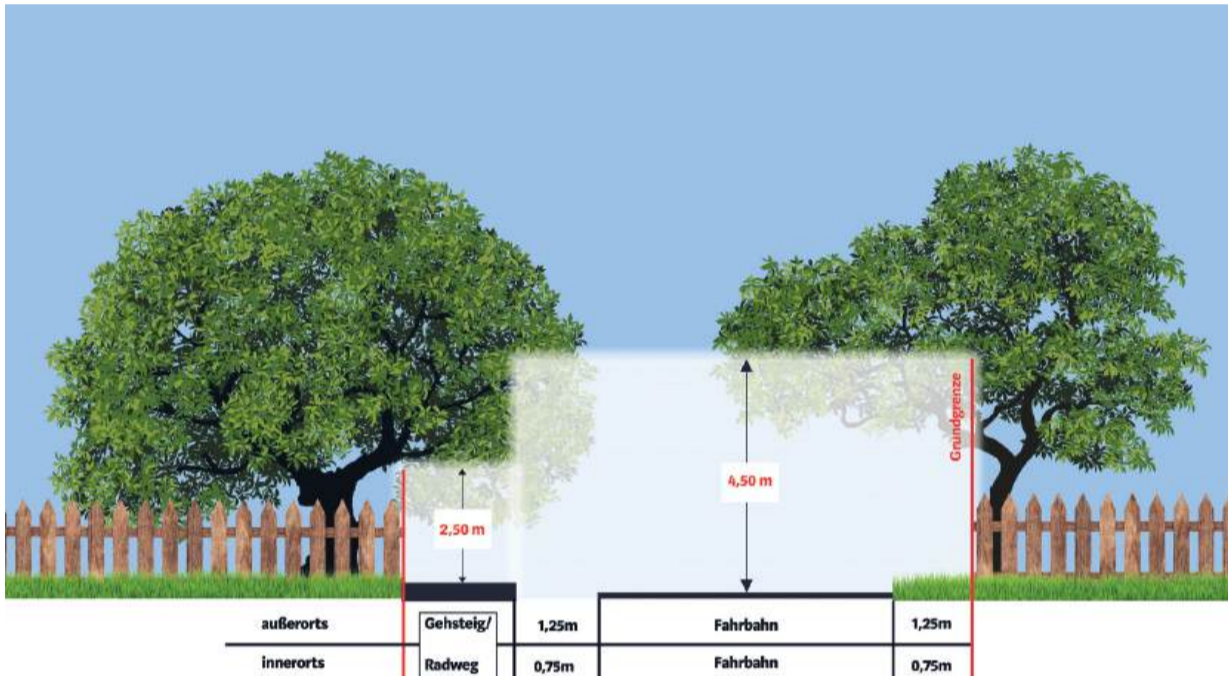 Grundgrenze
4,50 m
2,50 m
außerorts Gehsteig/ 1,25m Fahrbahn 1,25m
innerorts Radweg 0,75m Fahrbahn 0,75m